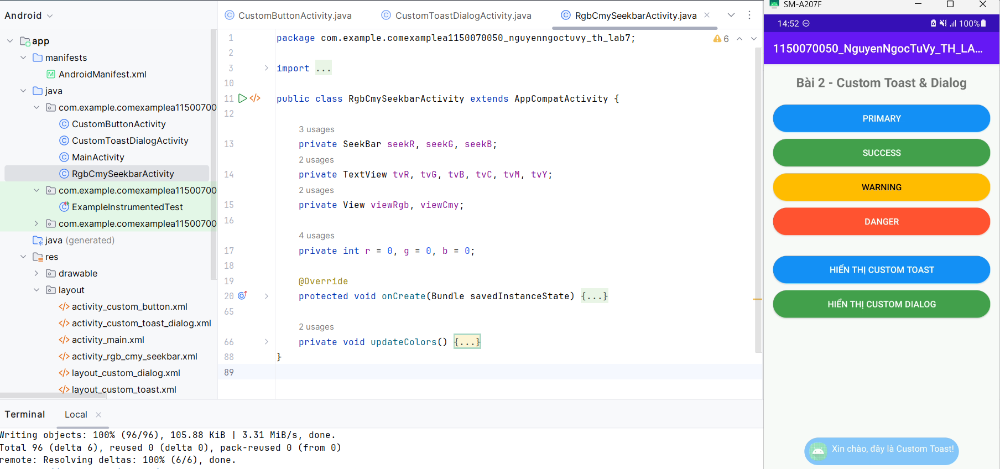 Android
app
manifests
AndroidManifest.xml
java
com.example.comexamplea11500700
CustomButtonActivity
CustomToastDialogActivity
MainActivity
RgbCmySeekbarActivity
com.example.comexamplea11500700
ExampleInstrumentedTest
com.example.comexamplea11500700
java (generated)
res
drawable
layout
activity_custom_button.xml
activity_custom_toast_dialog.xml
activity_main.xml
activity_rgb_cmy_seekbar.xml
layout_custom_dialog.xml
layout_custom_toast.xml
CustomButtonActivity.java
CustomToastDialogActivity.java
RgbCmySeekbarActivity.java
6
1 package com.example.comexamplea1150070050_nguyenngoctuvy_th_lab7;
2
3 import ...
10
11 public class RgbCmySeekbarActivity extends AppCompatActivity {
12
3 usages
13 private SeekBar seekR, seekG, seekB;
2 usages
14 private TextView tvR, tvG, tvB, tvC, tvM, tvY;
2 usages
15 private View viewRgb, viewCmy;
16
4 usages
17 private int r = 0, g = 0, b = 0;
18
19 @Override
20 protected void onCreate(Bundle savedInstanceState) {...}
65
2 usages
66 private void updateColors() {...}
88 }
89
Terminal
Local
Writing objects: 100% (96/96), 105.88 KiB | 3.31 MiB/s, done.
Total 96 (delta 6), reused 0 (delta 0), pack-reused 0 (from 0)
remote: Resolving deltas: 100% (6/6), done.
SM-A207F
14:52
100%
1150070050_NguyenNgocTuVy_TH_LA...
Bài 2 - Custom Toast & Dialog
PRIMARY
SUCCESS
WARNING
DANGER
HIỂN THỊ CUSTOM TOAST
HIỂN THỊ CUSTOM DIALOG
Xin chào, đây là Custom Toast!